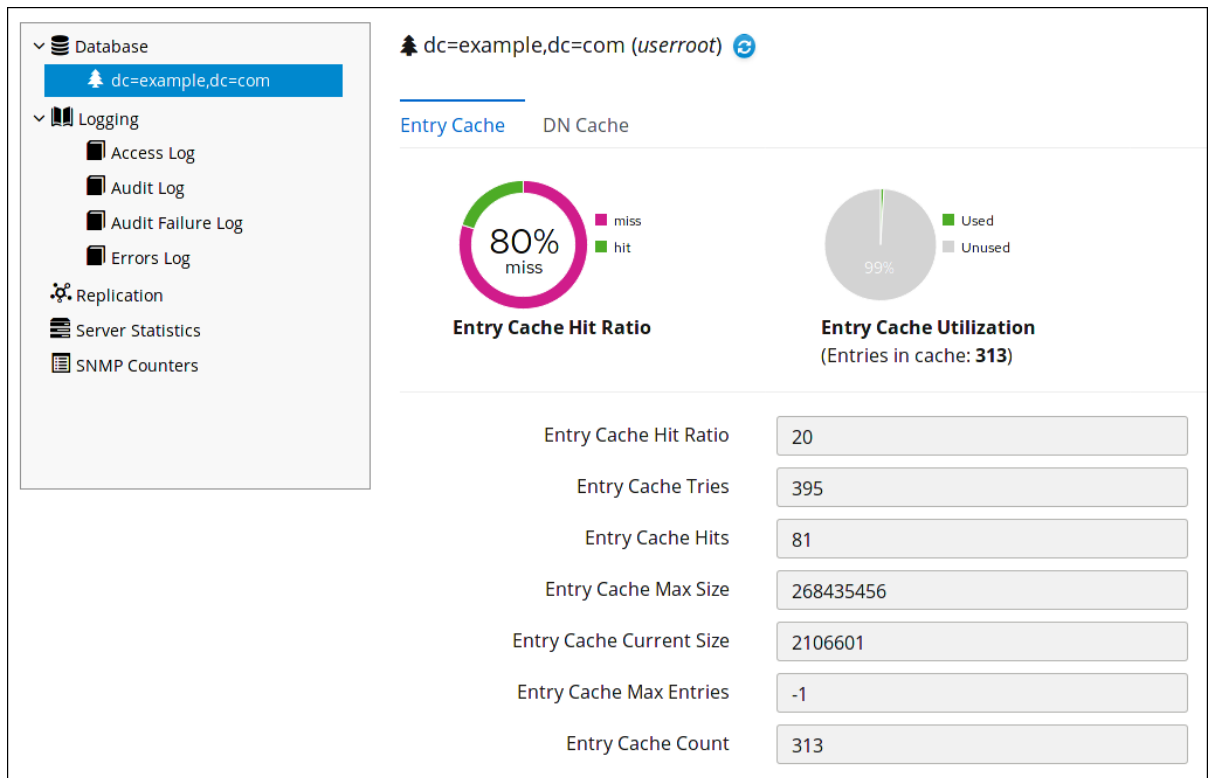 Database
dc=example,dc=com
Logging
Access Log
Audit Log
Audit Failure Log
Errors Log
Replication
Server Statistics
SNMP Counters
dc=example,dc=com (userroot)
Entry Cache DN Cache
80%
miss
miss
hit
Entry Cache Hit Ratio
99%
Used
Unused
Entry Cache Utilization
(Entries in cache: 313)
Entry Cache Hit Ratio 20
Entry Cache Tries 395
Entry Cache Hits 81
Entry Cache Max Size 268435456
Entry Cache Current Size 2106601
Entry Cache Max Entries -1
Entry Cache Count 313